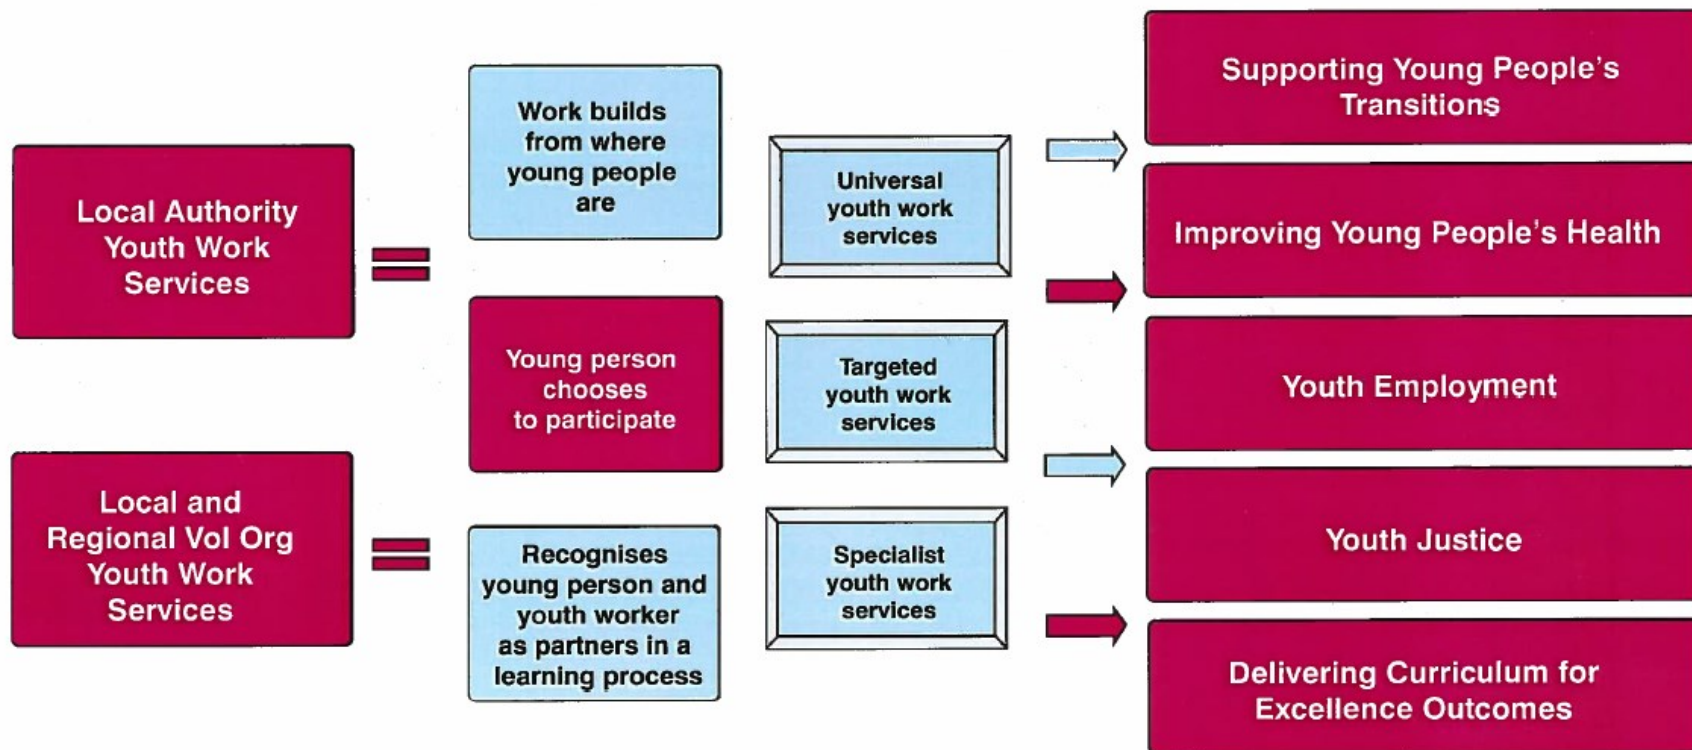 Local Authority
Youth Work
Services
Local and
Regional Vol Org
Youth Work
Services
Work builds
from where
young people
are
Young person
chooses
to participate
Recognises
young person and
youth worker
as partners in a
learning process
Universal
youth work
services
Targeted
youth work
services
Specialist
youth work
services
Supporting Young People's
Transitions
Improving Young People's Health
Youth Employment
Youth Justice
Delivering Curriculum for
Excellence Outcomes